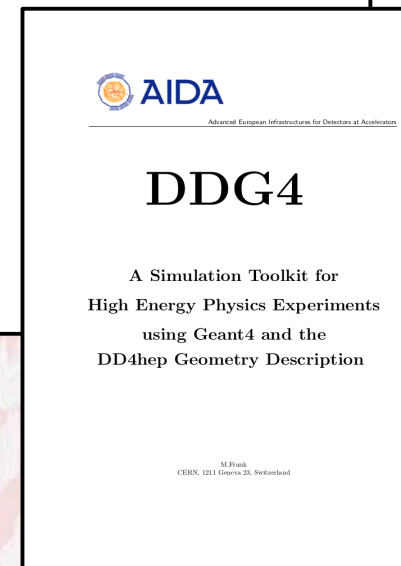 AIDA
Advanced European Infrastructures for Detectors at Accelerators
DDG4
A Simulation Toolkit for
High Energy Physics Experiments
using Geant4 and the
DD4hep Geometry Description
M.Frank
CERN, 1211 Geneva 23, Switzerland